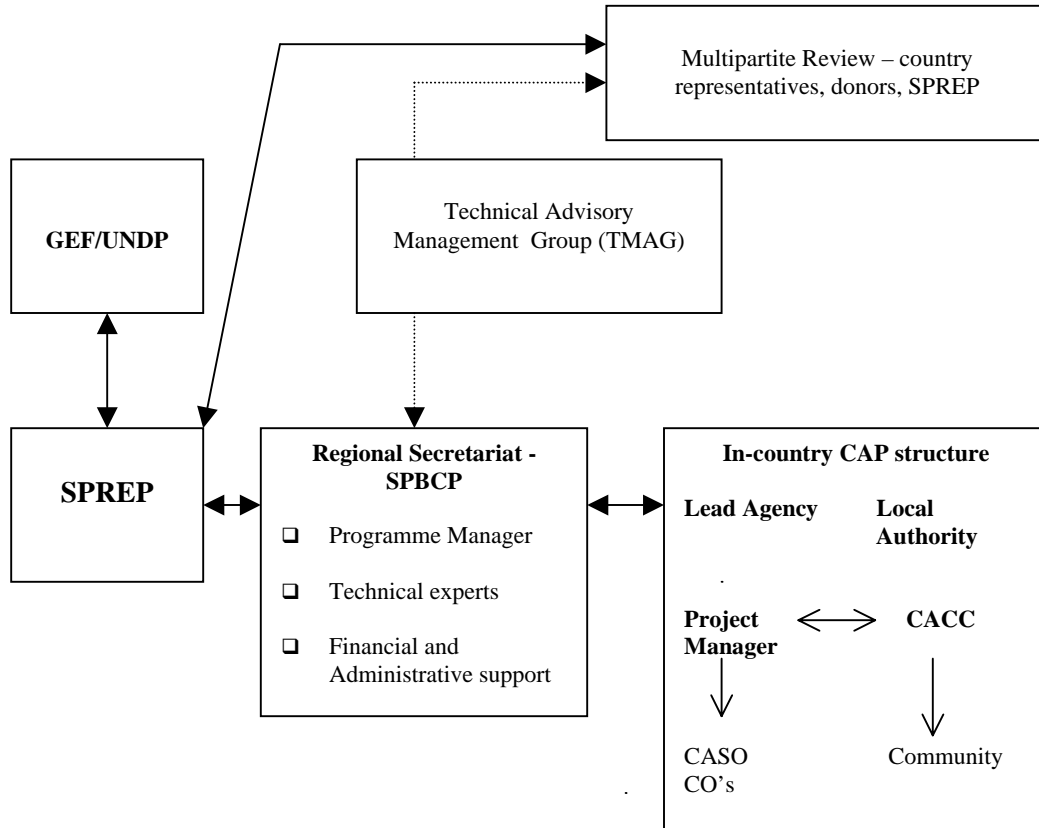 Multipartite Review – country
representatives, donors, SPREP
GEF/UNDP
Technical Advisory
Management Group (TMAG)
SPREP
Regional Secretariat -
SPBCP
❑ Programme Manager
❑ Technical experts
❑ Financial and
Administrative support
In-country CAP structure
Lead Agency
Local
Authority
Project
Manager
CACC
CASO
CO’s
Community